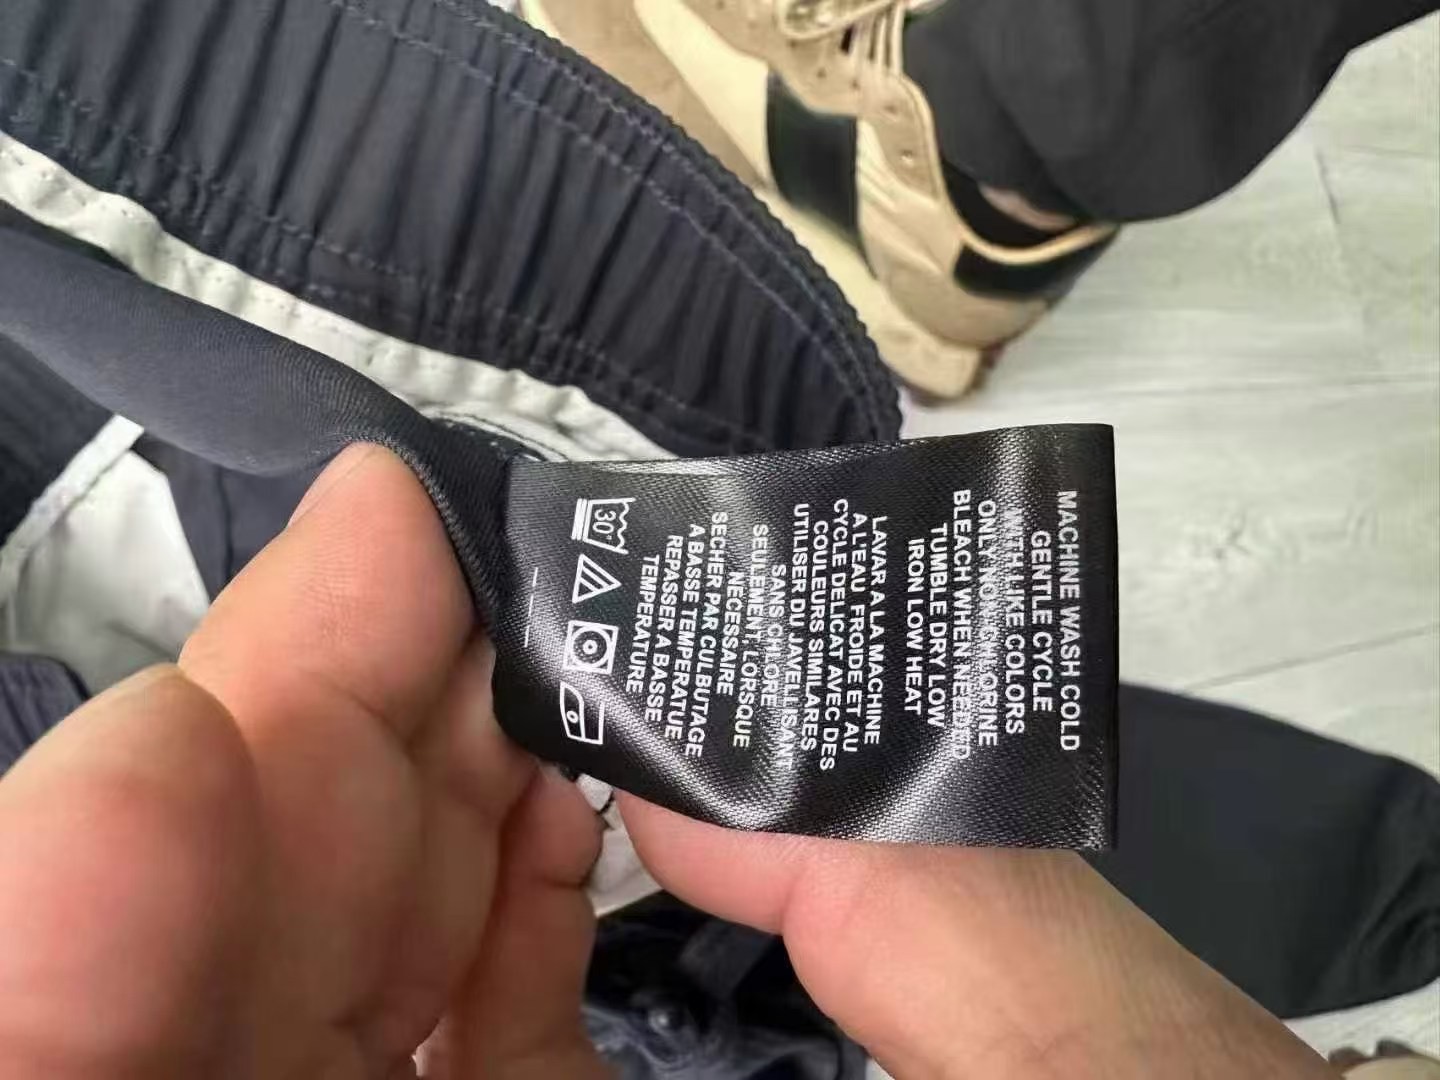 MACHINE WASH COLD
GENTLE CYCLE
WITH LIKE COLORS
ONLY NON-CHLORINE
BLEACH WHEN NEEDED
TUMBLE DRY LOW
IRON LOW HEAT
LAVAR A LA MACHINE
A L'EAU FROIDE ET AU
CYCLE DELICAT AVEC DES
COULEURS SIMILARES
UTILISER DU JAVELLISANT
SANS CHLORE
SEULEMENT, LORSQUE
NECESSAIRE
SECHER PAR CULBUTAGE
A BASSE TEMPERATUE
REPASSER A BASSE
TEMPERATURE
30°